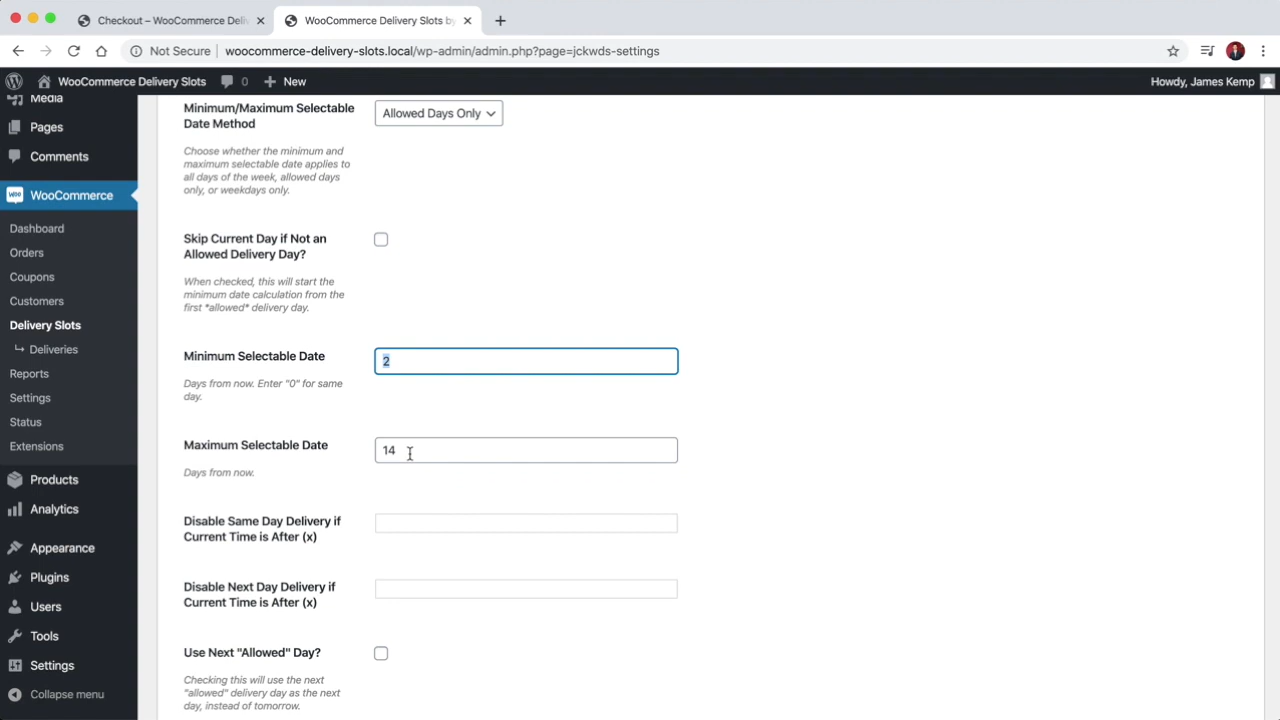 Checkout – WooCommerce Deli
WooCommerce Delivery Slots by
Not Secure
woocommerce-delivery-slots.local/wp-admin/admin.php?page=jckwds-settings
WooCommerce Delivery Slots
0
New
Howdy, James Kemp
Media
Pages
Comments
WooCommerce
Dashboard
Orders
Coupons
Customers
Delivery Slots
Deliveries
Reports
Settings
Status
Extensions
Products
Analytics
Appearance
Plugins
Users
Tools
Settings
Collapse menu
Minimum/Maximum Selectable
Date Method
Allowed Days Only
Choose whether the minimum and
maximum selectable date applies to
all days of the week, allowed days
only, or weekdays only.
Skip Current Day if Not an
Allowed Delivery Day?
When checked, this will start the
minimum date calculation from the
first *allowed* delivery day.
Minimum Selectable Date
2
Days from now. Enter "0" for same
day.
Maximum Selectable Date
14
Days from now.
Disable Same Day Delivery if
Current Time is After (x)
Disable Next Day Delivery if
Current Time is After (x)
Use Next "Allowed" Day?
Checking this will use the next
"allowed" delivery day as the next
day, instead of tomorrow.